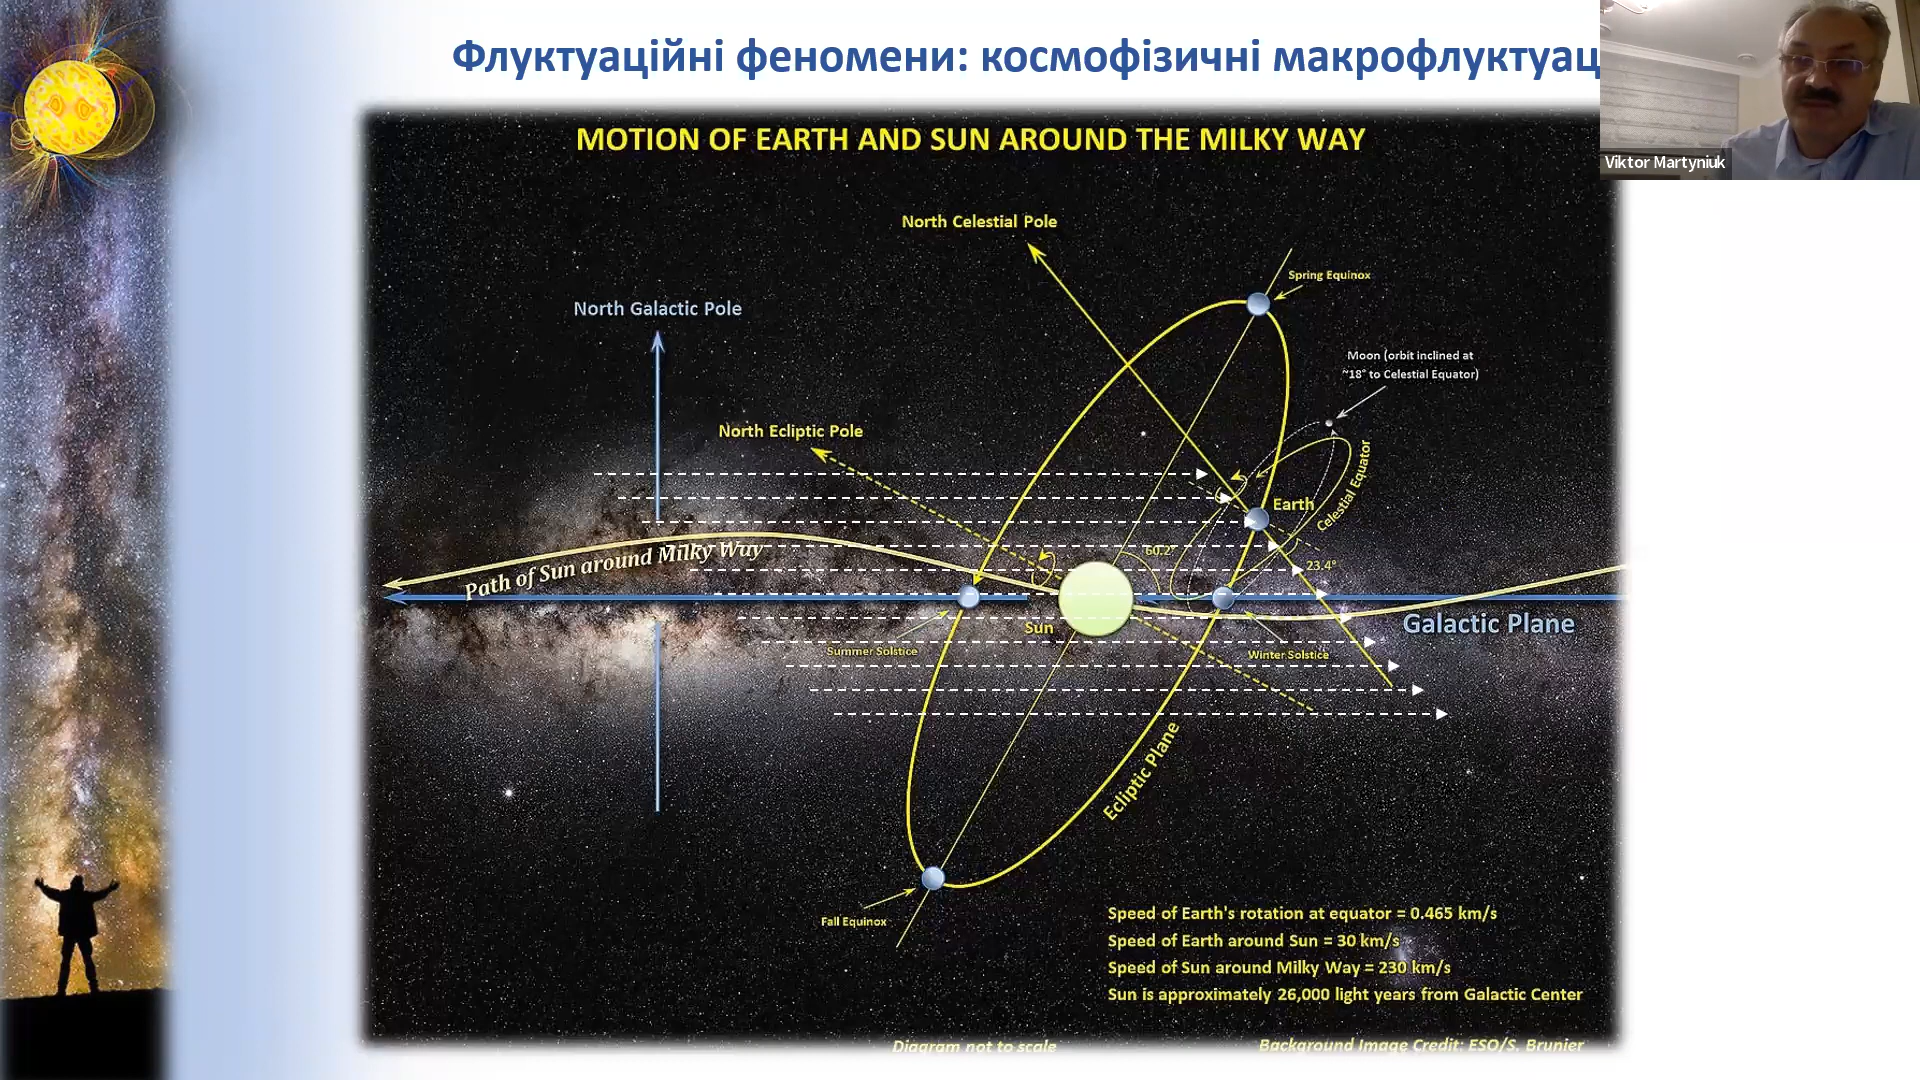 Флуктуаційні феномени: космофізичні макрофлуктуац
Viktor Martyniuk
MOTION OF EARTH AND SUN AROUND THE MILKY WAY
North Celestial Pole
Spring Equinox
North Galactic Pole
Moon (orbit inclined at
~18° to Celestial Equator)
North Ecliptic Pole
Celestial Equator
Earth
60.2°
23.4°
Path of Sun around Milky Way
Sun
Galactic Plane
Summer Solstice
Winter Solstice
Ecliptic Plane
Fall Equinox
Speed of Earth's rotation at equator = 0.465 km/s
Speed of Earth around Sun = 30 km/s
Speed of Sun around Milky Way = 230 km/s
Sun is approximately 26,000 light years from Galactic Center
Diagram not to scale
Background Image Credit: ESO/S. Brunier